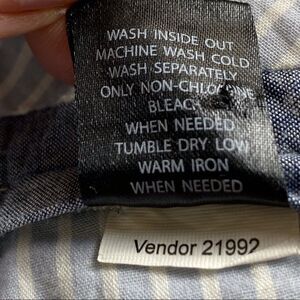 WASH INSIDE OUT
MACHINE WASH COLD
WASH SEPARATELY
ONLY NON-CHLORINE
BLEACH
WHEN NEEDED
TUMBLE DRY LOW
WARM IRON
WHEN NEEDED
Vendor 21992